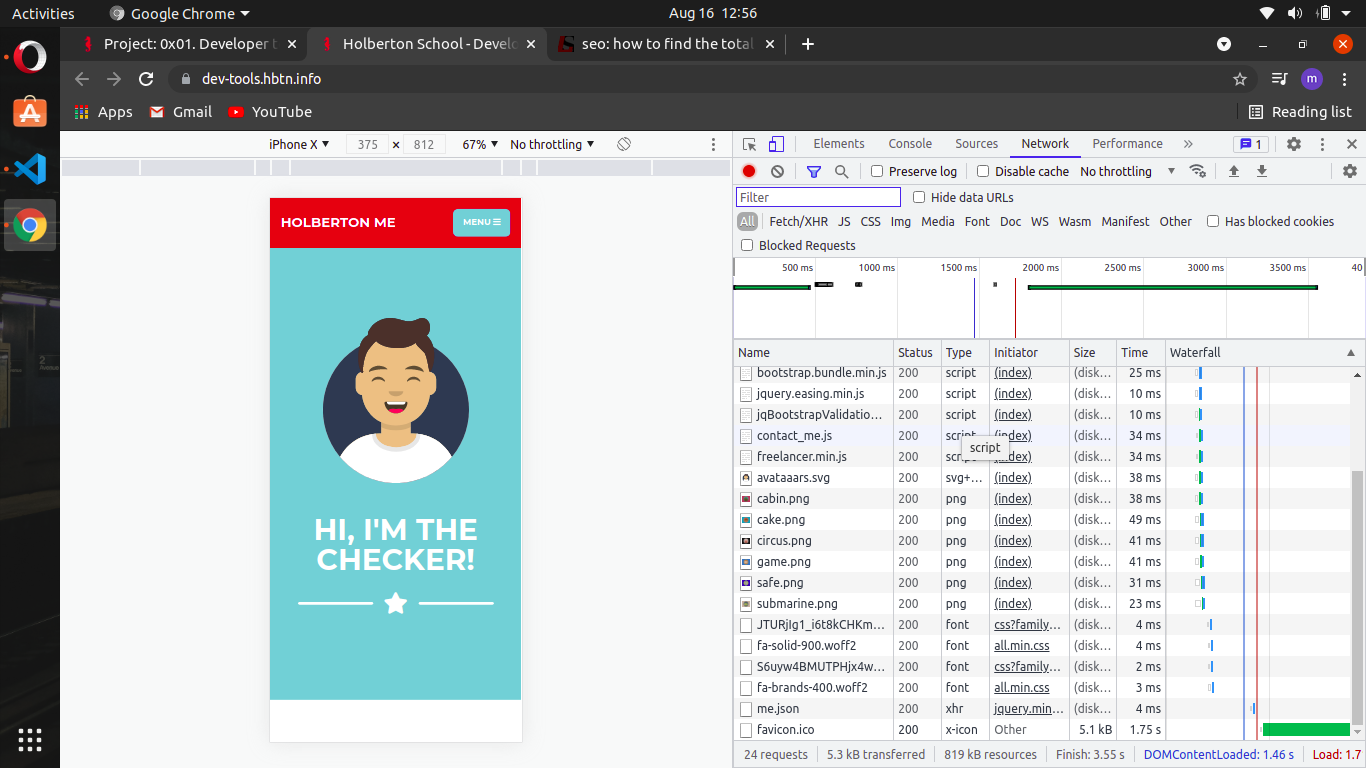 Activities Google Chrome Aug 16 12:56
Project: 0x01. Developer t Holberton School - Develo seo: how to find the total
dev-tools.hbtn.info m
Apps Gmail YouTube Reading list
iPhone X 375 × 812 67% No throttling
Elements Console Sources Network Performance » 1
Preserve log Disable cache No throttling
Filter Hide data URLs
All Fetch/XHR JS CSS Img Media Font Doc WS Wasm Manifest Other Has blocked cookies
Blocked Requests
500 ms 1000 ms 1500 ms 2000 ms 2500 ms 3000 ms 3500 ms 40
Name Status Type Initiator Size Time Waterfall
bootstrap.bundle.min.js 200 script (index) (disk… 25 ms
jquery.easing.min.js 200 script (index) (disk… 10 ms
jqBootstrapValidatio… 200 script (index) (disk… 10 ms
contact_me.js 200 script (index) (disk… 34 ms
script
freelancer.min.js 200 script (index) (disk… 34 ms
avataaars.svg 200 svg+… (index) (disk… 38 ms
cabin.png 200 png (index) (disk… 38 ms
cake.png 200 png (index) (disk… 49 ms
circus.png 200 png (index) (disk… 41 ms
game.png 200 png (index) (disk… 41 ms
safe.png 200 png (index) (disk… 31 ms
submarine.png 200 png (index) (disk… 23 ms
JTURjIg1_i6t8kCHKm… 200 font css?family… (disk… 4 ms
fa-solid-900.woff2 200 font all.min.css (disk… 4 ms
S6uyw4BMUTPHjx4w… 200 font css?family… (disk… 2 ms
fa-brands-400.woff2 200 font all.min.css (disk… 3 ms
me.json 200 xhr jquery.min… (disk… 4 ms
favicon.ico 200 x-icon Other 5.1 kB 1.75 s
24 requests 5.3 kB transferred 819 kB resources Finish: 3.55 s DOMContentLoaded: 1.46 s Load: 1.7
HOLBERTON ME MENU
HI, I'M THE
CHECKER!